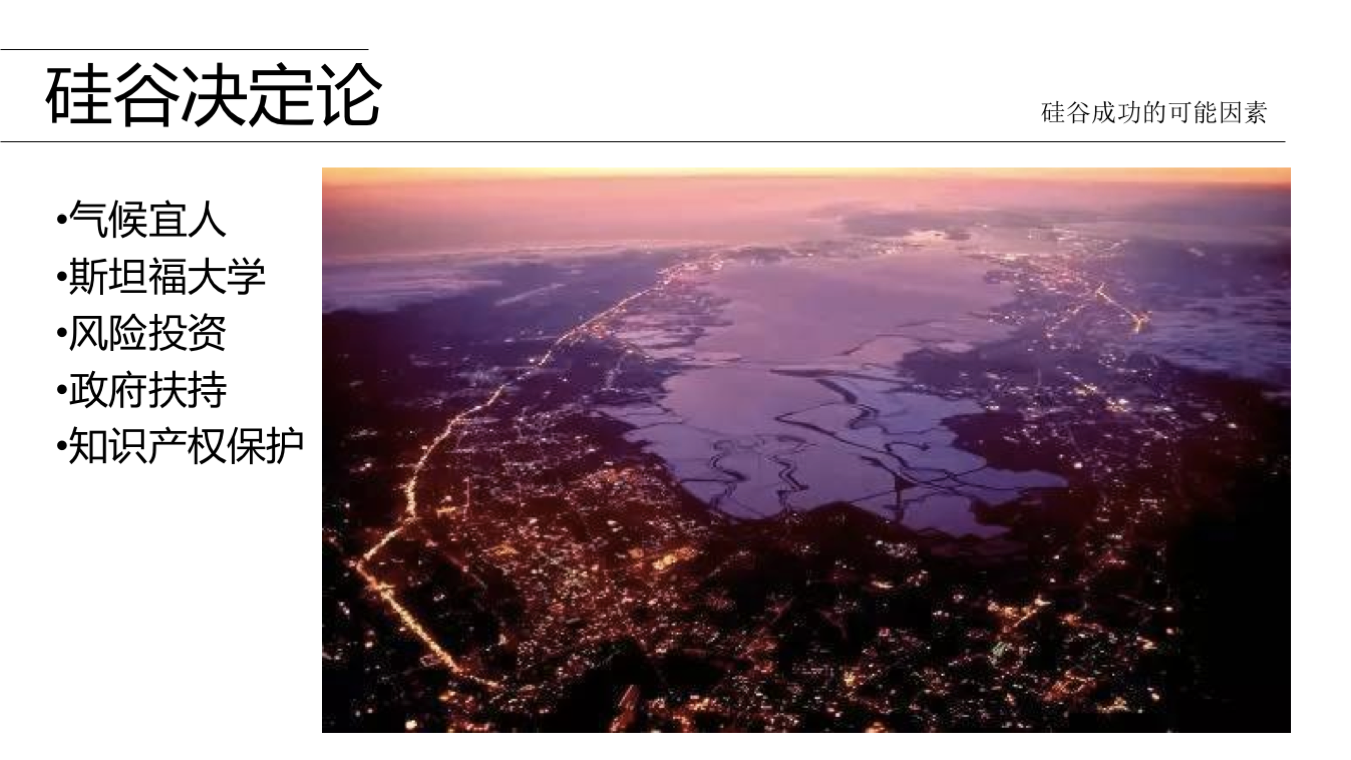 硅谷决定论
硅谷成功的可能因素
•气候宜人
•斯坦福大学
•风险投资
•政府扶持
•知识产权保护